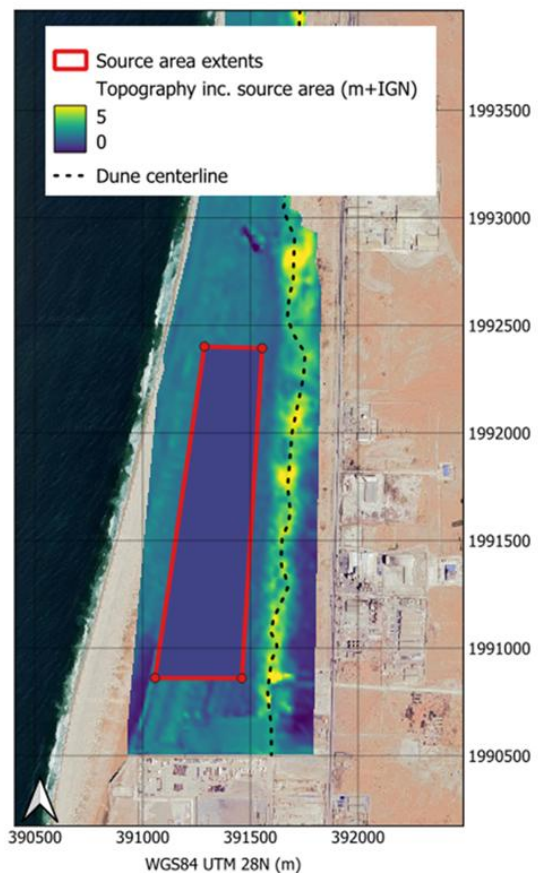 Source area extents
Topography inc. source area (m+IGN)
5
0
Dune centerline
1993500
1993000
1992500
1992000
1991500
1991000
1990500
390500 391000 391500 392000
WGS84 UTM 28N (m)